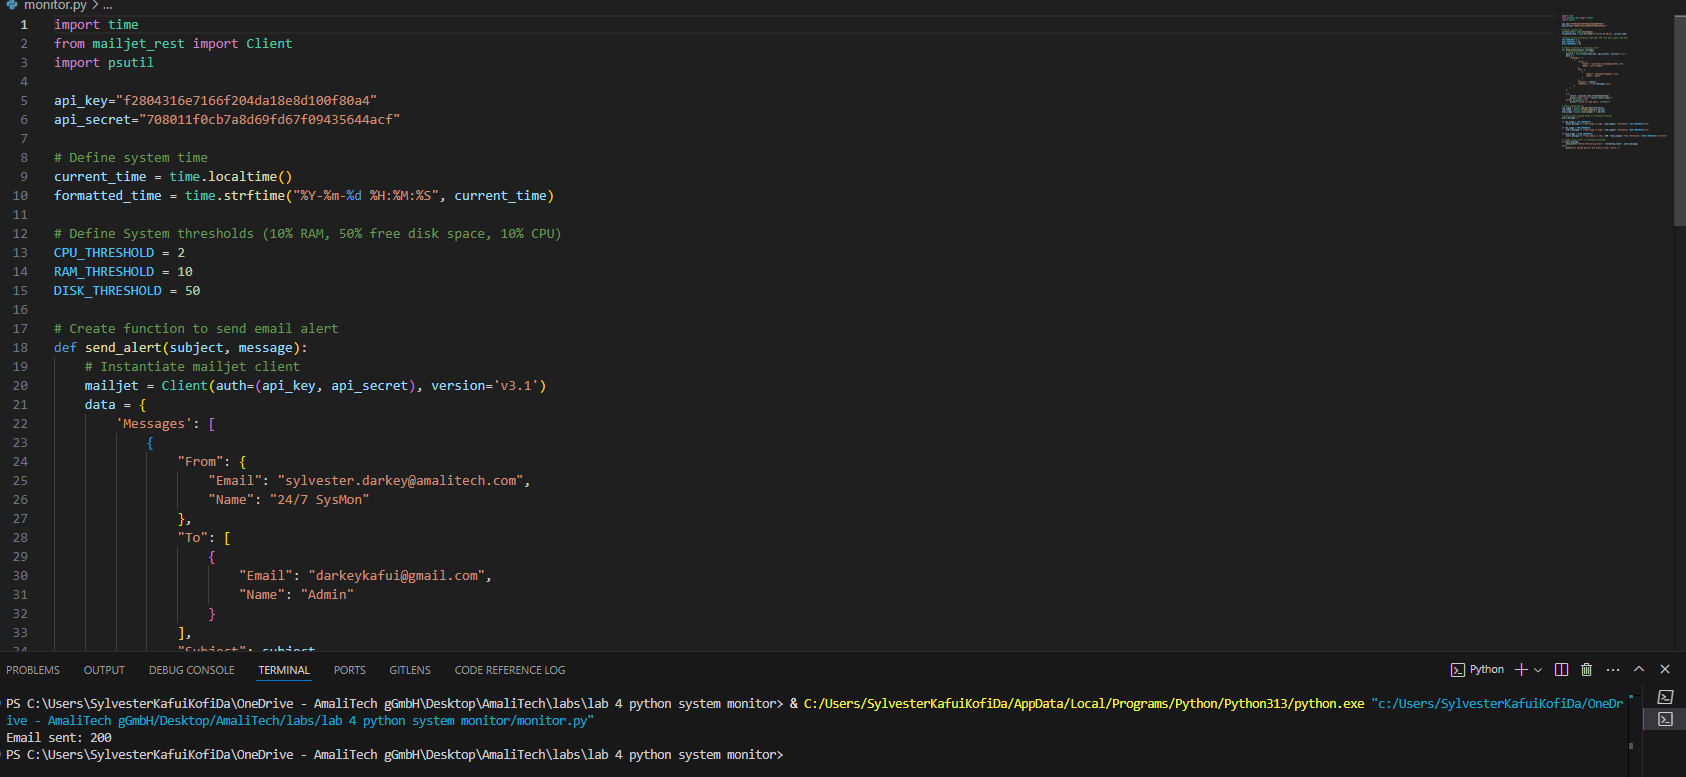 monitor.py > ...
1 import time
2 from mailjet_rest import Client
3 import psutil
4
5 api_key="f2804316e7166f204da18e8d100f80a4"
6 api_secret="708011f0cb7a8d69fd67f09435644acf"
7
8 # Define system time
9 current_time = time.localtime()
10 formatted_time = time.strftime("%Y-%m-%d %H:%M:%S", current_time)
11
12 # Define System thresholds (10% RAM, 50% free disk space, 10% CPU)
13 CPU_THRESHOLD = 2
14 RAM_THRESHOLD = 10
15 DISK_THRESHOLD = 50
16
17 # Create function to send email alert
18 def send_alert(subject, message):
19 # Instantiate mailjet client
20 mailjet = Client(auth=(api_key, api_secret), version='v3.1')
21 data = {
22 'Messages': [
23 {
24 "From": {
25 "Email": "sylvester.darkey@amalitech.com",
26 "Name": "24/7 SysMon"
27 },
28 "To": [
29 {
30 "Email": "darkeykafui@gmail.com",
31 "Name": "Admin"
32 }
33 ],
34 "Subject": subject
PROBLEMS OUTPUT DEBUG CONSOLE TERMINAL PORTS GITLENS CODE REFERENCE LOG Python
PS C:\Users\SylvesterKafuiKofiDa\OneDrive - AmaliTech gGmbH\Desktop\AmaliTech\labs\lab 4 python system monitor> & C:/Users/SylvesterKafuiKofiDa/AppData/Local/Programs/Python/Python313/python.exe "c:/Users/SylvesterKafuiKofiDa/OneDr
ive - AmaliTech gGmbH/Desktop/AmaliTech/labs/lab 4 python system monitor/monitor.py"
Email sent: 200
PS C:\Users\SylvesterKafuiKofiDa\OneDrive - AmaliTech gGmbH\Desktop\AmaliTech\labs\lab 4 python system monitor>